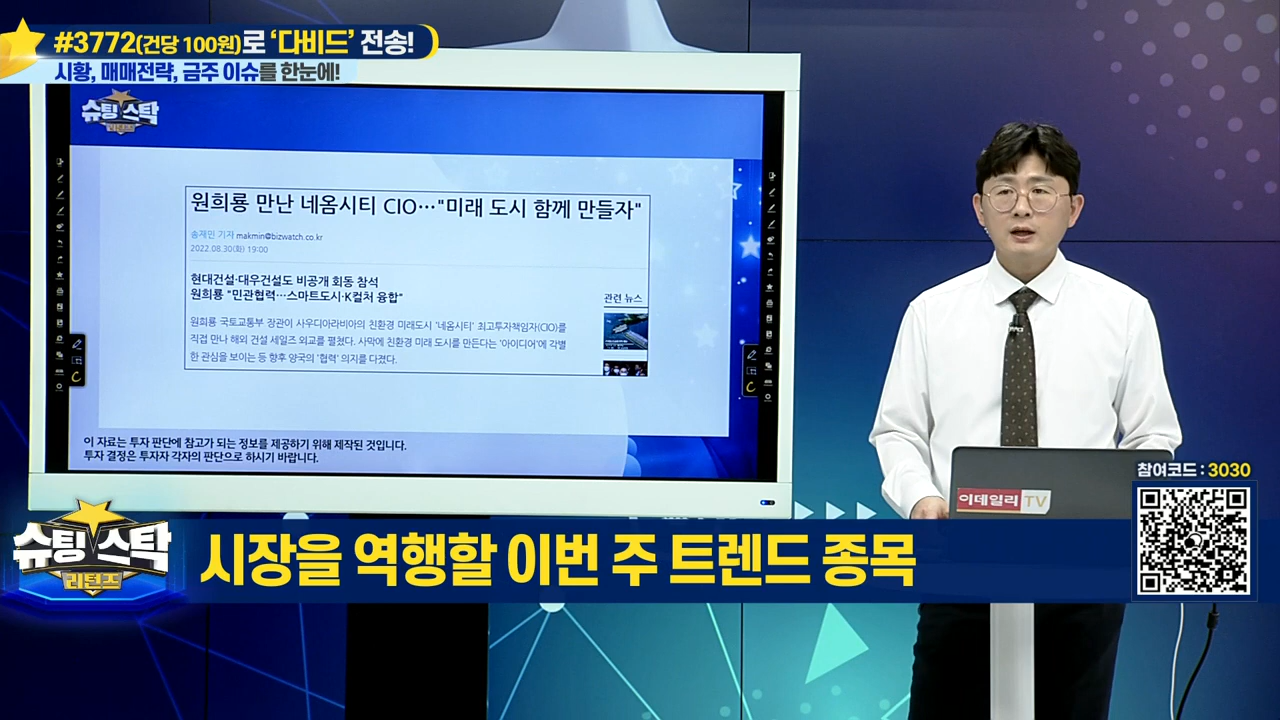 #3772(건당 100원)로 '다비드' 전송!
시황, 매매전략, 금주 이슈를 한눈에!
슈팅 스탁
리턴즈
원희룡 만난 네옴시티 CIO…"미래 도시 함께 만들자"
송재민 기자 makmin@bizwatch.co.kr
2022.08.30(화) 19:00
현대건설·대우건설도 비공개 회동 참석
원희룡 "민관협력…스마트도시·K컬처 융합"
관련 뉴스
원희룡 국토교통부 장관이 사우디아라비아의 친환경 미래도시 '네옴시티' 최고투자책임자(CIO)를
직접 만나 해외 건설 세일즈 외교를 펼쳤다. 사막에 친환경 미래 도시를 만든다는 '아이디어'에 각별
한 관심을 보이는 등 향후 양국의 '협력' 의지를 다졌다.
이 자료는 투자 판단에 참고가 되는 정보를 제공하기 위해 제작된 것입니다.
투자 결정은 투자자 각자의 판단으로 하시기 바랍니다.
참여코드 : 3030
이데일리 TV
슈팅 스탁
리턴즈
시장을 역행할 이번 주 트렌드 종목